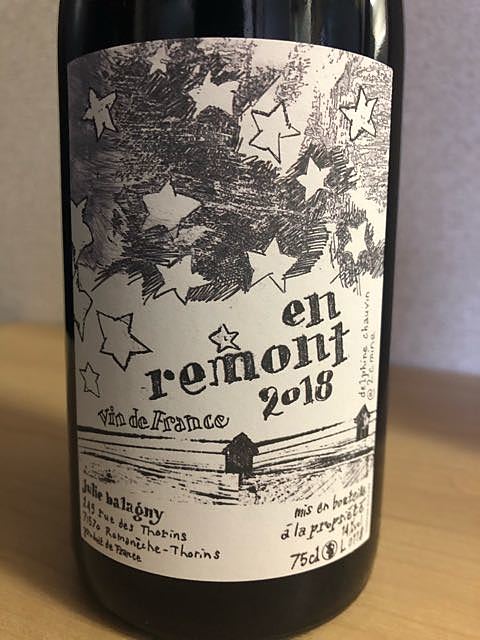 en
remont
2018
vin de France
delphine chauvin
julie balagny
rue des Thorins
71570 Romanèche-Thorins
produit de France
mis en bouteille
á la propriété
75cl